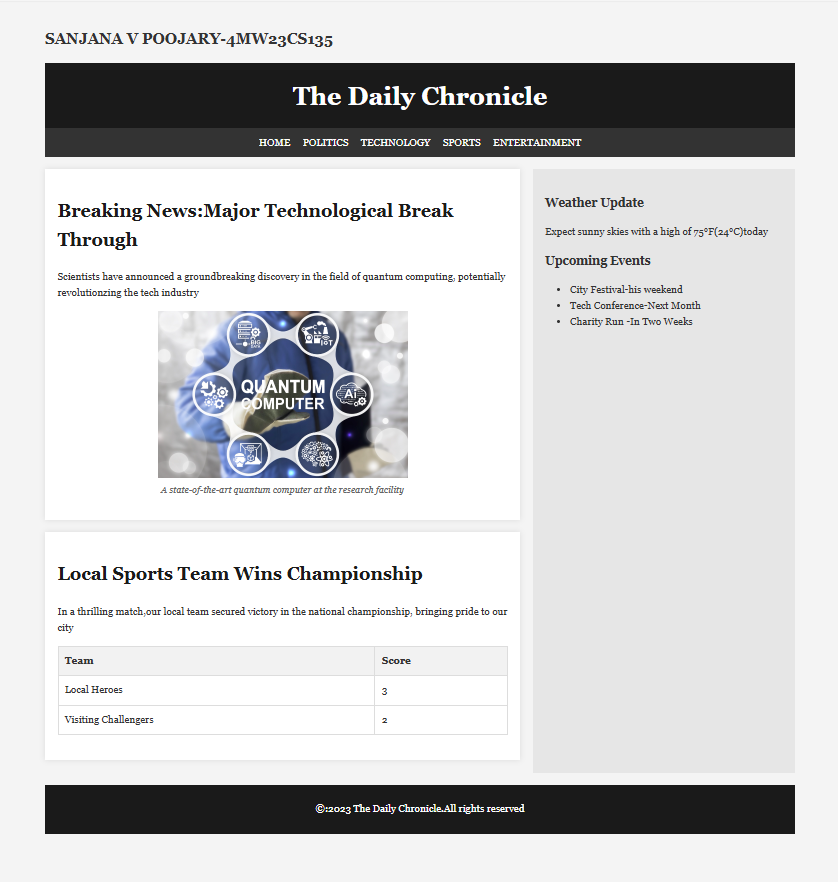 SANJANA V POOJARY-4MW23CS135
The Daily Chronicle
HOME POLITICS TECHNOLOGY SPORTS ENTERTAINMENT
Breaking News:Major Technological Break
Through
Scientists have announced a groundbreaking discovery in the field of quantum computing, potentially
revolutionzing the tech industry
BIG
DATA
IoT
QUANTUM
COMPUTER
AI
A state-of-the-art quantum computer at the research facility
Local Sports Team Wins Championship
In a thrilling match,our local team secured victory in the national championship, bringing pride to our
city
Team Score
Local Heroes 3
Visiting Challengers 2
Weather Update
Expect sunny skies with a high of 75°F(24°C)today
Upcoming Events
City Festival-his weekend
Tech Conference-Next Month
Charity Run -In Two Weeks
©:2023 The Daily Chronicle.All rights reserved